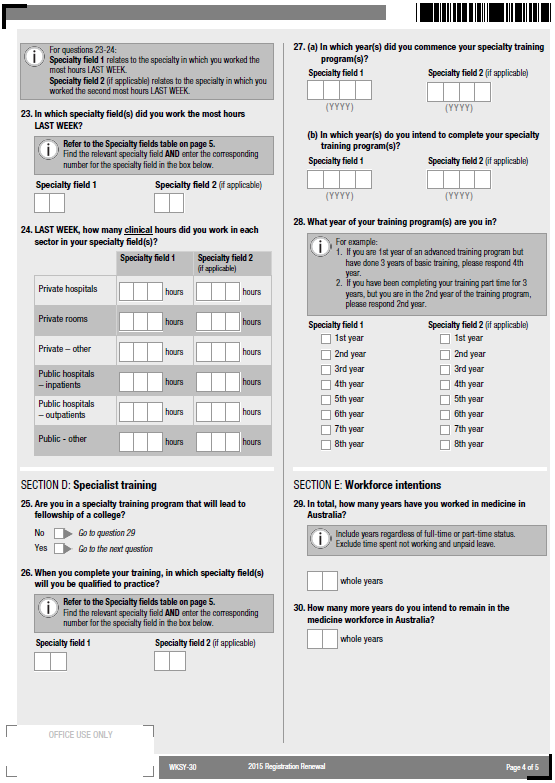 For questions 23-24:
Specialty field 1 relates to the specialty in which you worked the
most hours LAST WEEK.
Specialty field 2 (if applicable) relates to the specialty in which you
worked the second most hours LAST WEEK.
23. In which specialty field(s) did you work the most hours
LAST WEEK?
Refer to the Specialty fields table on page 5.
Find the relevant specialty field AND enter the corresponding
number for the specialty field in the box below.
Specialty field 1 Specialty field 2 (if applicable)
24. LAST WEEK, how many clinical hours did you work in each
sector in your specialty field(s)?
Specialty field 1 Specialty field 2
(if applicable)
Private hospitals hours hours
Private rooms hours hours
Private – other hours hours
Public hospitals
– inpatients hours hours
Public hospitals
– outpatients hours hours
Public - other hours hours
SECTION D: Specialist training
25. Are you in a specialty training program that will lead to
fellowship of a college?
No Go to question 29
Yes Go to the next question
26. When you complete your training, in which specialty field(s)
will you be qualified to practice?
Refer to the Specialty fields table on page 5.
Find the relevant specialty field AND enter the corresponding
number for the specialty field in the box below.
Specialty field 1 Specialty field 2 (if applicable)
27. (a) In which year(s) did you commence your specialty training
program(s)?
Specialty field 1 Specialty field 2 (if applicable)
(YYYY) (YYYY)
(b) In which year(s) do you intend to complete your specialty
training program(s)?
Specialty field 1 Specialty field 2 (if applicable)
(YYYY) (YYYY)
28. What year of your training program(s) are you in?
For example:
1. If you are 1st year of an advanced training program but
have done 3 years of basic training, please respond 4th
year.
2. If you have been completing your training part time for 3
years, but you are in the 2nd year of the training program,
please respond 2nd year.
Specialty field 1 Specialty field 2 (if applicable)
1st year 1st year
2nd year 2nd year
3rd year 3rd year
4th year 4th year
5th year 5th year
6th year 6th year
7th year 7th year
8th year 8th year
SECTION E: Workforce intentions
29. In total, how many years have you worked in medicine in
Australia?
Include years regardless of full-time or part-time status.
Exclude time spent not working and unpaid leave.
whole years
30. How many more years do you intend to remain in the
medicine workforce in Australia?
whole years
OFFICE USE ONLY
WKSY-30 2015 Registration Renewal Page 4 of 5